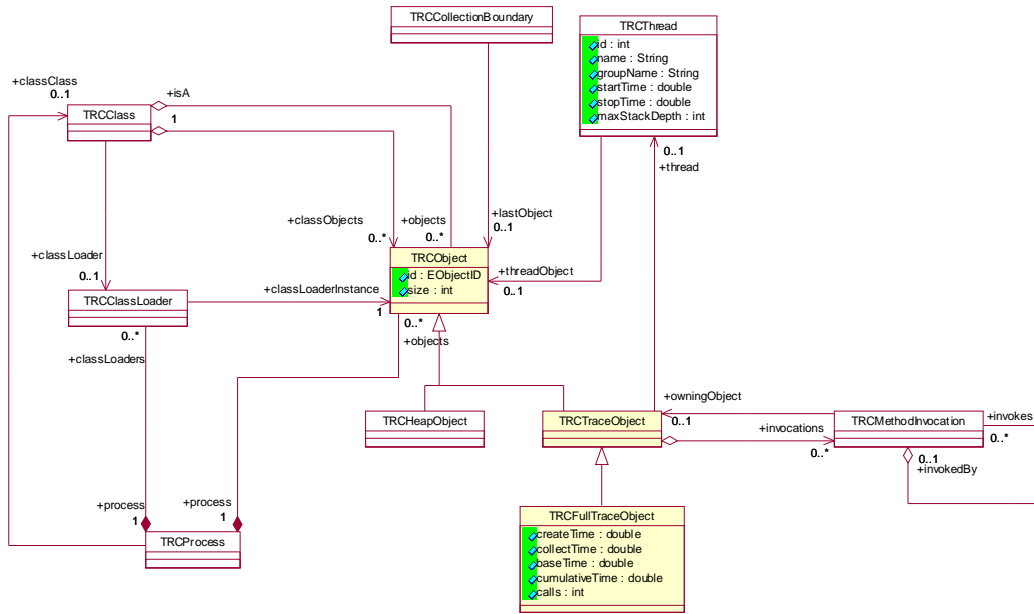 TRCCollectionBoundary
TRCThread
id : int
name : String
groupName : String
startTime : double
stopTime : double
maxStackDepth : int
+classClass
0..1
+isA
TRCClass
1
0..1
+thread
+classObjects
+objects
+lastObject
0..*
0..*
0..1
TRCObject
id : EObjectID
size : int
+threadObject
0..1
+classLoader
0..1
TRCClassLoader
+classLoaderInstance
1
0..*
0..*
+objects
+classLoaders
+owningObject
0..1
TRCHeapObject
TRCTraceObject
TRCMethodInvocation
+invokes
0..*
+invocations
0..*
0..1
+invokedBy
+process
1
+process
1
TRCProcess
TRCFullTraceObject
createTime : double
collectTime : double
baseTime : double
cumulativeTime : double
calls : int